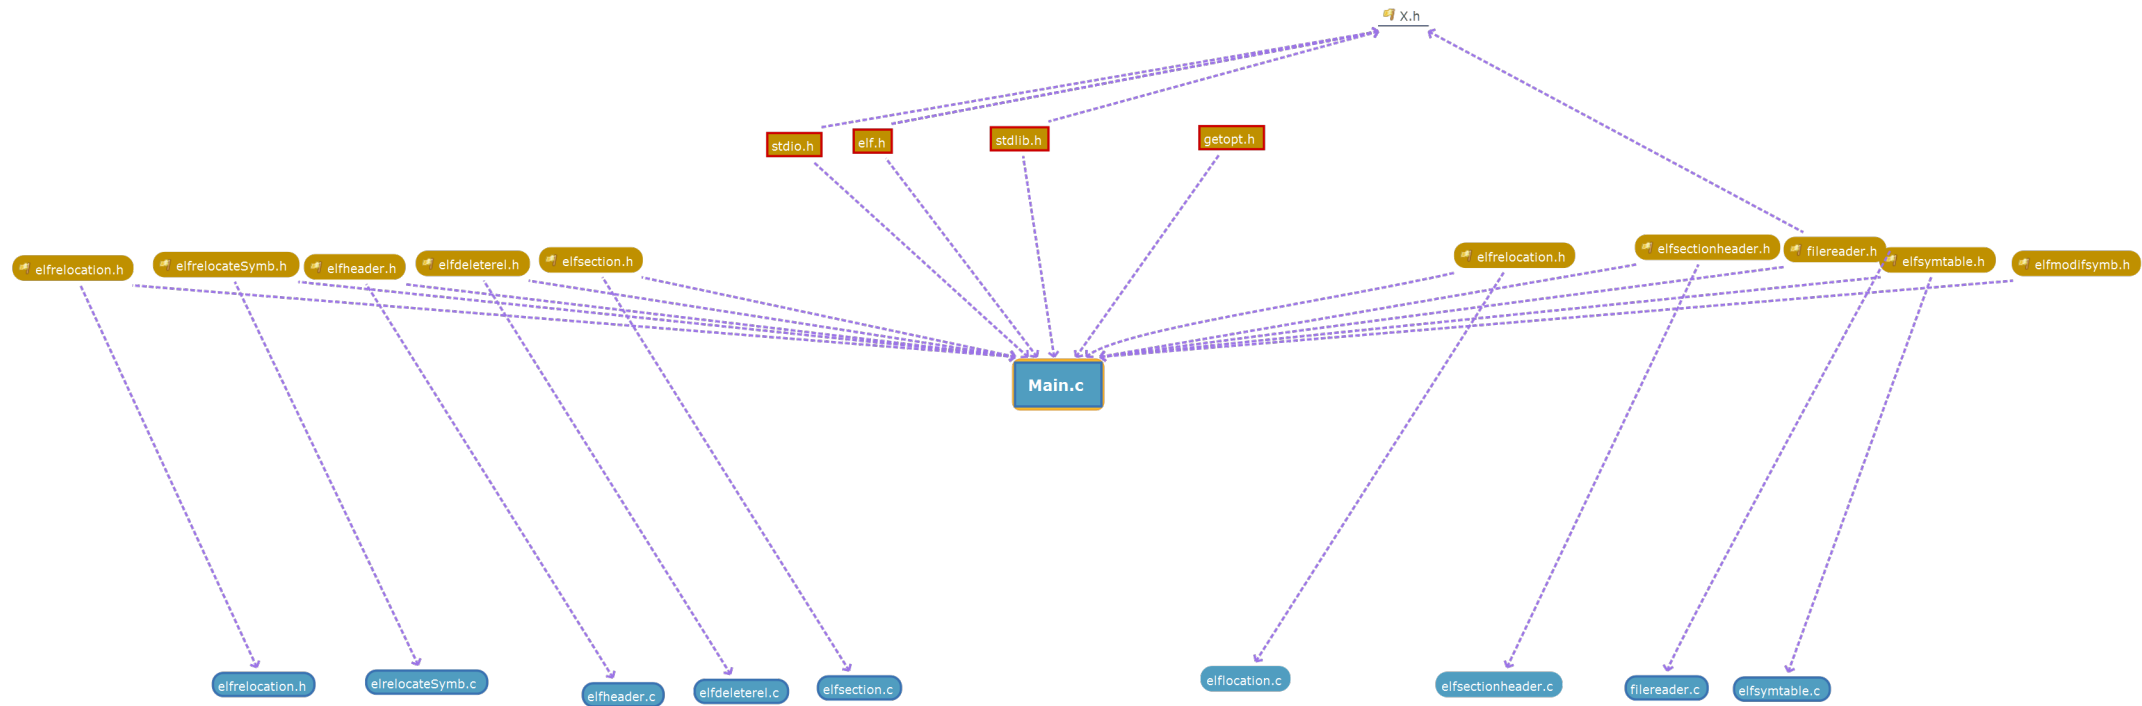 X.h
stdio.h
elf.h
stdlib.h
getopt.h
elfrelocation.h
elfrelocateSymb.h
elfheader.h
elfdeleterel.h
elfsection.h
elfrelocation.h
elfsectionheader.h
filereader.h
elfsymtable.h
elfmodifsymb.h
Main.c
elfrelocation.h
elrelocateSymb.c
elfheader.c
elfdeleterel.c
elfsection.c
elflocation.c
elfsectionheader.c
filereader.c
elfsymtable.c